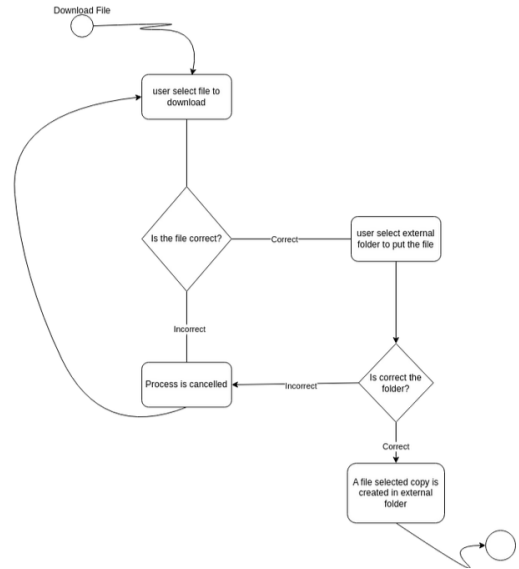 Download File
user select file to
download
Is the file correct?
Correct
user select external
folder to put the file
Incorrect
Process is cancelled
Incorrect
Is correct the
folder?
Correct
A file selected copy is
created in external
folder